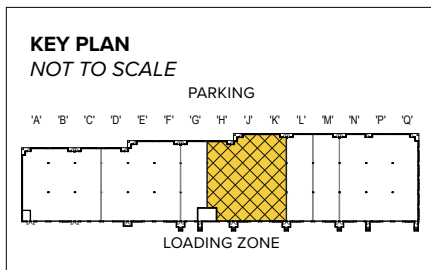 KEY PLAN
NOT TO SCALE
PARKING
'A' 'B' 'C' 'D' 'E' 'F' 'G' 'H' 'J' 'K' 'L' 'M' 'N' 'P' 'Q'
LOADING ZONE